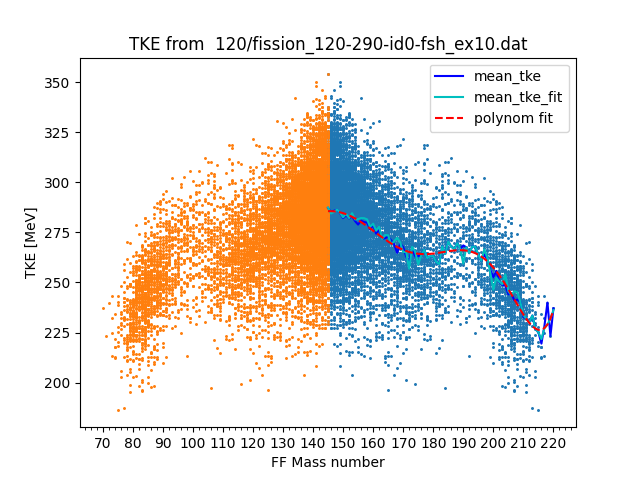 TKE from  120/fission_120-290-id0-fsh_ex10.dat
mean_tke
mean_tke_fit
polynom fit
350
325
300
275
250
225
200
TKE [MeV]
70 80 90 100 110 120 130 140 150 160 170 180 190 200 210 220
FF Mass number